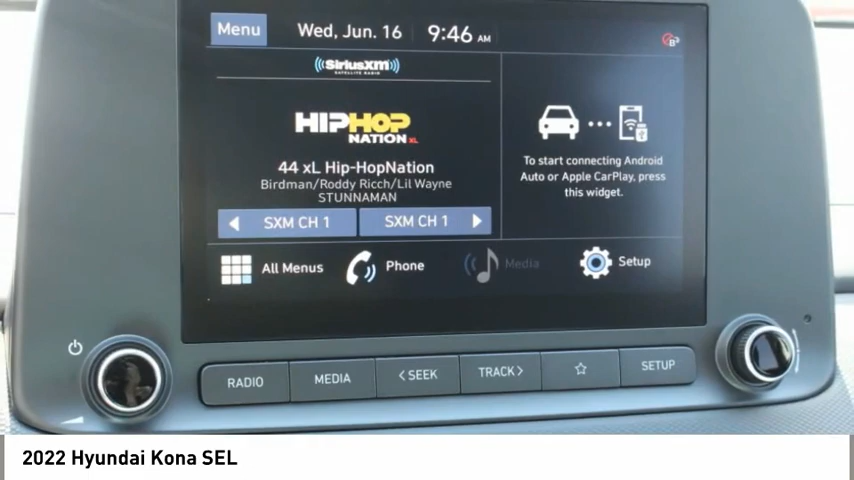 Menu
Wed, Jun. 16
9:46 AM
((SiriusXM))
SATELLITE RADIO
HIPHOP
NATION XL
44 xL Hip-HopNation
Birdman/Roddy Ricch/Lil Wayne
STUNNAMAN
SXM CH 1
SXM CH 1
To start connecting Android
Auto or Apple CarPlay, press
this widget.
All Menus
Phone
Media
Setup
RADIO
MEDIA
< SEEK
TRACK >
SETUP
2022 Hyundai Kona SEL